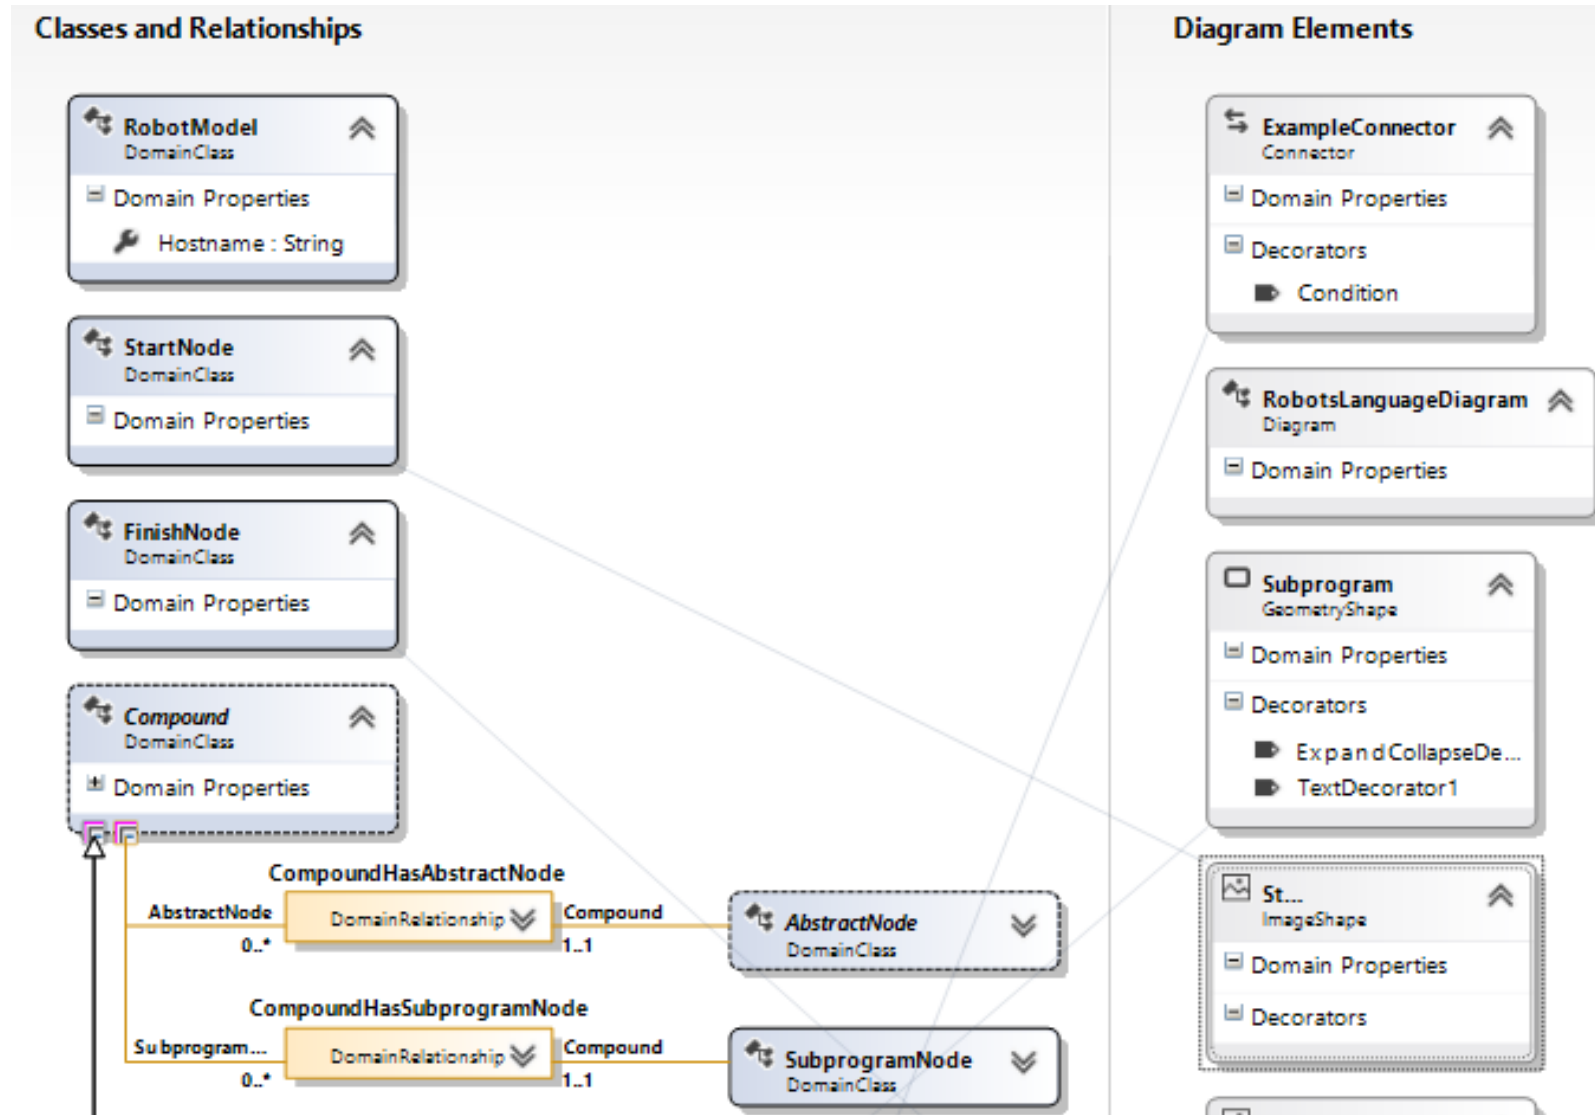 Classes and Relationships
RobotModel
DomainClass
Domain Properties
Hostname : String
StartNode
DomainClass
Domain Properties
FinishNode
DomainClass
Domain Properties
Compound
DomainClass
Domain Properties
CompoundHasAbstractNode
AbstractNode
DomainRelationship
Compound
0..*
1..1
AbstractNode
DomainClass
CompoundHasSubprogramNode
Subprogram...
DomainRelationship
Compound
0..*
1..1
SubprogramNode
DomainClass
Diagram Elements
ExampleConnector
Connector
Domain Properties
Decorators
Condition
RobotsLanguageDiagram
Diagram
Domain Properties
Subprogram
GeometryShape
Domain Properties
Decorators
ExpandCollapseDe...
TextDecorator1
St...
ImageShape
Domain Properties
Decorators